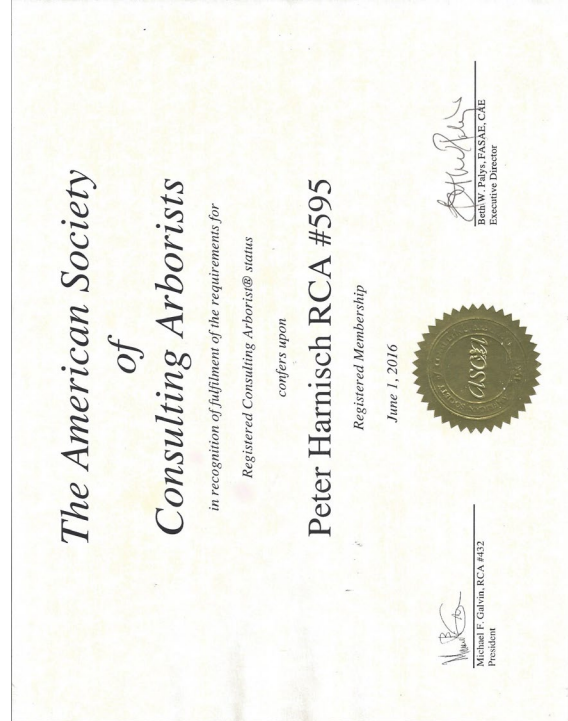 The American Society
of
Consulting Arborists
in recognition of fulfilment of the requirements for
Registered Consulting Arborist® status
confers upon
Peter Harnisch RCA #595
Registered Membership
June 1, 2016
asca
Michael F. Galvin, RCA #432
President
Beth W. Palys, FASAE, CAE
Executive Director